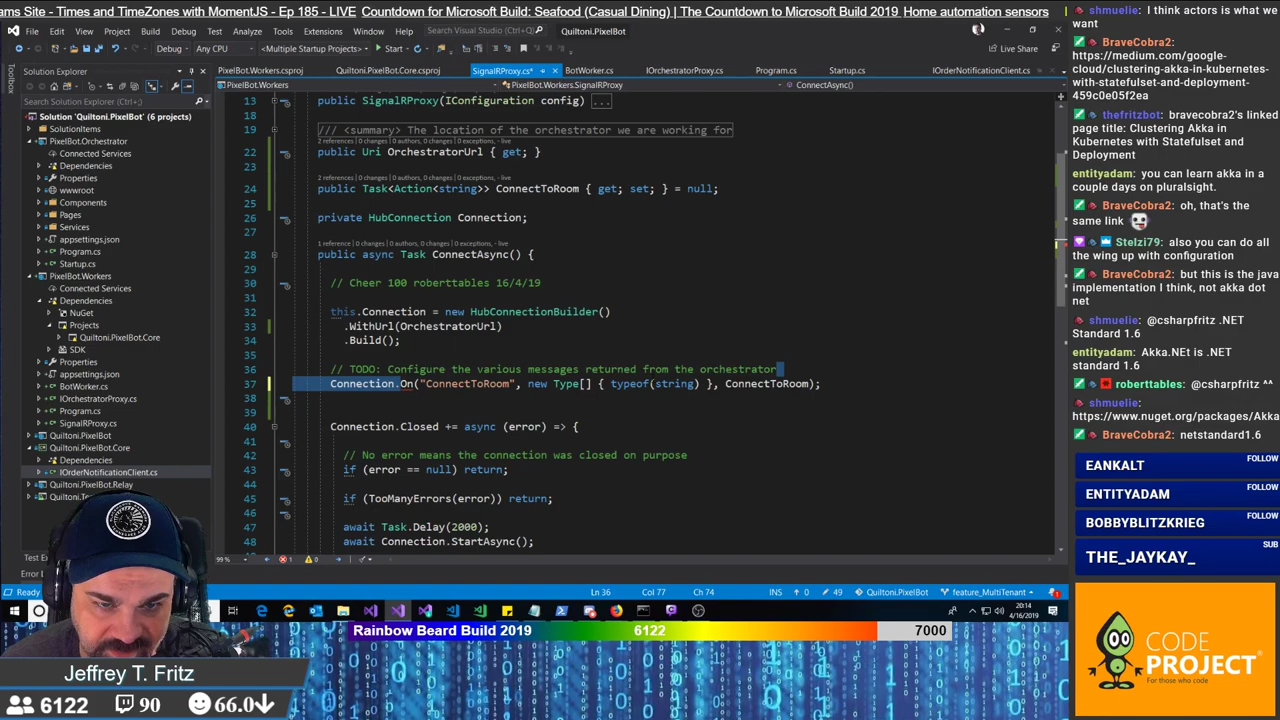 ams Site - Times and TimeZones with MomentJS - Ep 185 - LIVE Countdown for Microsoft Build: Seafood (Casual Dining) | The Countdown to Microsoft Build 2019 Home automation sensors
File Edit View Project Build Debug Team Test Analyze Tools Extensions Window Help Search Visual Studio (Ctrl+Q) Quiltoni.PixelBot
Debug Any CPU <Multiple Startup Projects> Start Live Share
Toolbox
Solution Explorer
Search Solution Explorer (Ctrl+;)
Solution 'Quiltoni.PixelBot' (6 projects)
SolutionItems
PixelBot.Orchestrator
Connected Services
Dependencies
Properties
wwwroot
Components
Pages
Services
appsettings.json
Program.cs
Startup.cs
PixelBot.Workers
Connected Services
Dependencies
NuGet
Projects
Quiltoni.PixelBot.Core
SDK
Properties
appsettings.json
BotWorker.cs
IOrchestratorProxy.cs
Program.cs
SignalRProxy.cs
Quiltoni.PixelBot
Quiltoni.PixelBot.Core
Dependencies
IOrderNotificationClient.cs
Quiltoni.PixelBot.Relay
Quiltoni.Te
Test Ex
Error L
PixelBot.Workers.csproj Quiltoni.PixelBot.Core.csproj SignalRProxy.cs* BotWorker.cs IOrchestratorProxy.cs Program.cs Startup.cs IOrderNotificationClient.cs
PixelBot.Workers PixelBot.Workers.SignalRProxy ConnectAsync()
13 public SignalRProxy(IConfiguration config) ...
18
19 /// <summary> The location of the orchestrator we are working for
2 references | 0 changes | 0 authors, 0 changes | 0 exceptions, - live
22 public Uri OrchestratorUrl { get; }
23
2 references | 0 changes | 0 authors, 0 changes | 0 exceptions, - live
24 public Task<Action<string>> ConnectToRoom { get; set; } = null;
25
26 private HubConnection Connection;
27
1 reference | 0 changes | 0 authors, 0 changes | 0 exceptions, - live
28 public async Task ConnectAsync() {
29
30 // Cheer 100 roberttables 16/4/19
31
32 this.Connection = new HubConnectionBuilder()
33 .WithUrl(OrchestratorUrl)
34 .Build();
35
36 // TODO: Configure the various messages returned from the orchestrator
37 Connection.On("ConnectToRoom", new Type[] { typeof(string) }, ConnectToRoom);
38
39
40 Connection.Closed += async (error) => {
41
42 // No error means the connection was closed on purpose
43 if (error == null) return;
44
45 if (TooManyErrors(error)) return;
46
47 await Task.Delay(2000);
48 await Connection.StartAsync();
99 % 1 0
Ready Ln 36 Col 77 Ch 74 INS 0 49 Quiltoni.PixelBot feature_MultiTenant 1
20:14
4/16/2019
Rainbow Beard Build 2019 6122 7000
Jeffrey T. Fritz
6122 90 66.0
shmuelie: I think actors is what we want
BraveCobra2: https://medium.com/google-cloud/clustering-akka-in-kubernetes-with-statefulset-and-deployment-459c0e05f2ea
thefritzbot: bravecobra2's linked page title: Clustering Akka in Kubernetes with Statefulset and Deployment
entityadam: you can learn akka in a couple days on pluralsight.
BraveCobra2: oh, that's the same link
Stelzi79: also you can do all the wing up with configuration
BraveCobra2: but this is the java implementation I think, not akka dot net
shmuelie: @csharpfritz .NET Standard 1.6
entityadam: Akka.NEt is .NET Standard 1.6
roberttables: @csharpfritz ^^
shmuelie: https://www.nuget.org/packages/Akka
BraveCobra2: netstandard1.6
EANKALT FOLLOW
ENTITYADAM FOLLOW
BOBBYBLITZKRIEG FOLLOW
THE_JAYKAY_ SUB
CODE PROJECT
For those who code